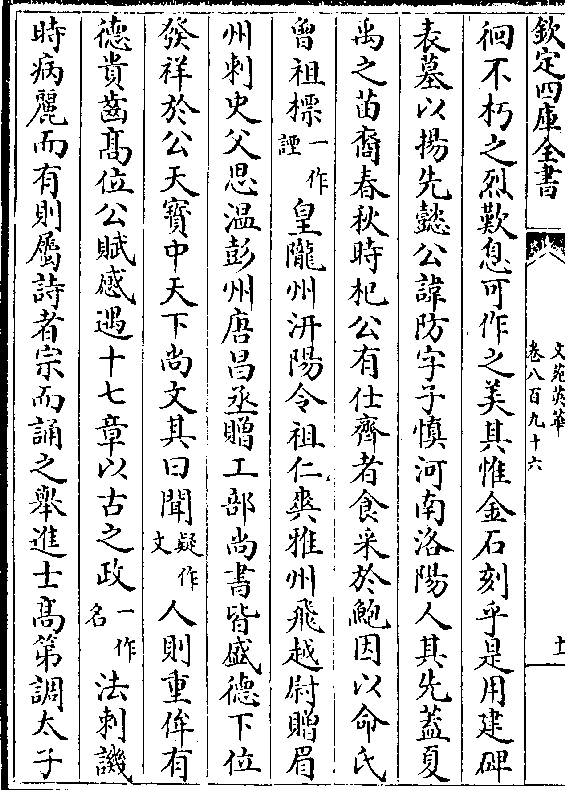 欽定四庫全書
文苑英華
卷八百九十六
十
徊不朽之烈歎息可作之美其惟金石刻乎是用建碑
表墓以揚先懿公諱防字子慎河南洛陽人其先蓋夏
禹之苗裔春秋時杞公有仕齊者食采於鮑因以命氏
曾祖標一作諲皇隴州汧陽令祖仁爽雅州飛越尉贈眉
州刺史父思温彭州唐昌丞贈工部尚書皆盛德下位
發祥於公天寶中天下尚文其曰聞疑作文人則重侔有
德貴齒髙位公賦感遇十七章以古之政一作名法刺譏
時病麗而有則屬詩者宗而誦之舉進士髙第調太子